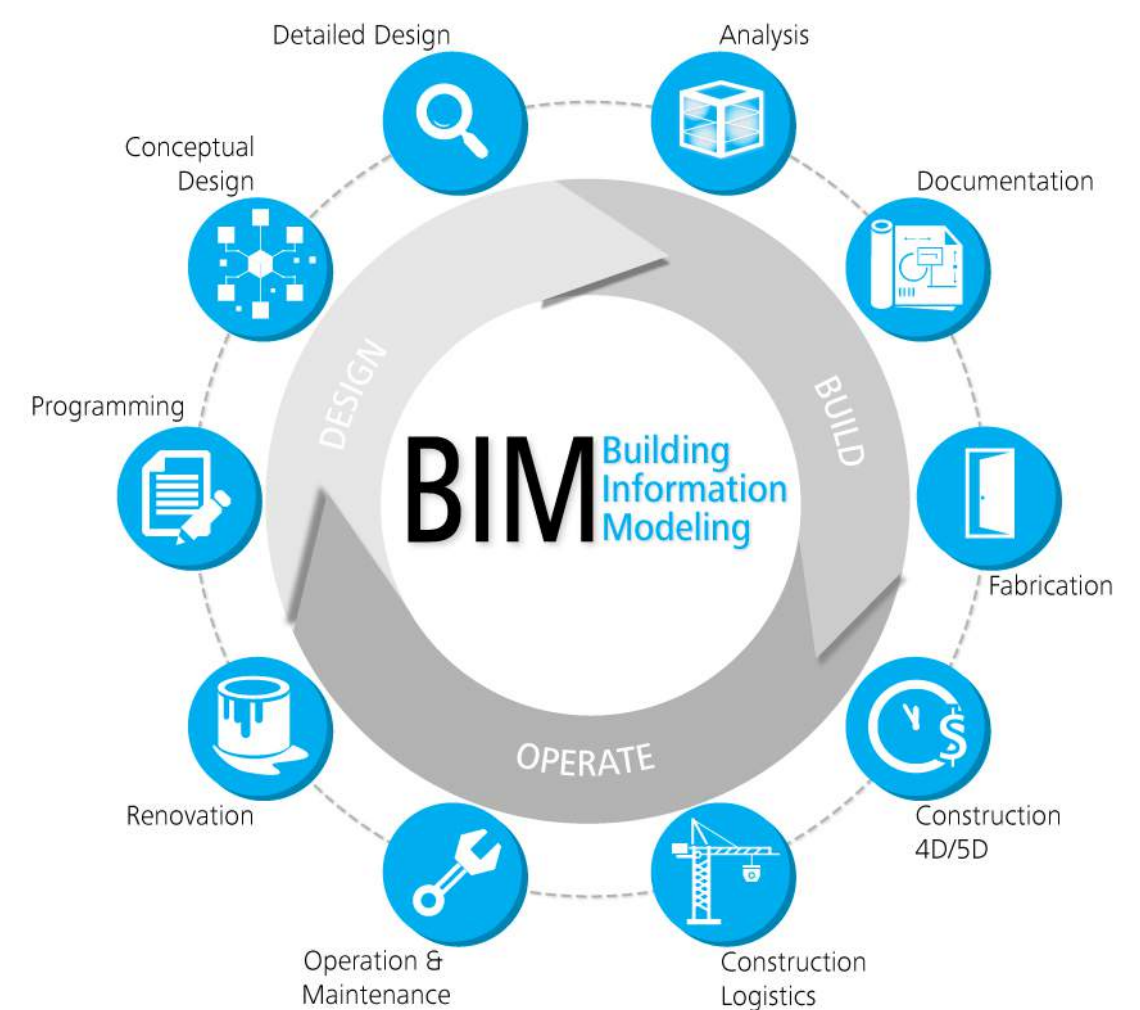 Detailed Design
Analysis
Conceptual
Design
Documentation
Programming
DESIGN
BUILD
BIM
Building
Information
Modeling
Fabrication
OPERATE
Renovation
Construction
4D/5D
Operation &
Maintenance
Construction
Logistics
$